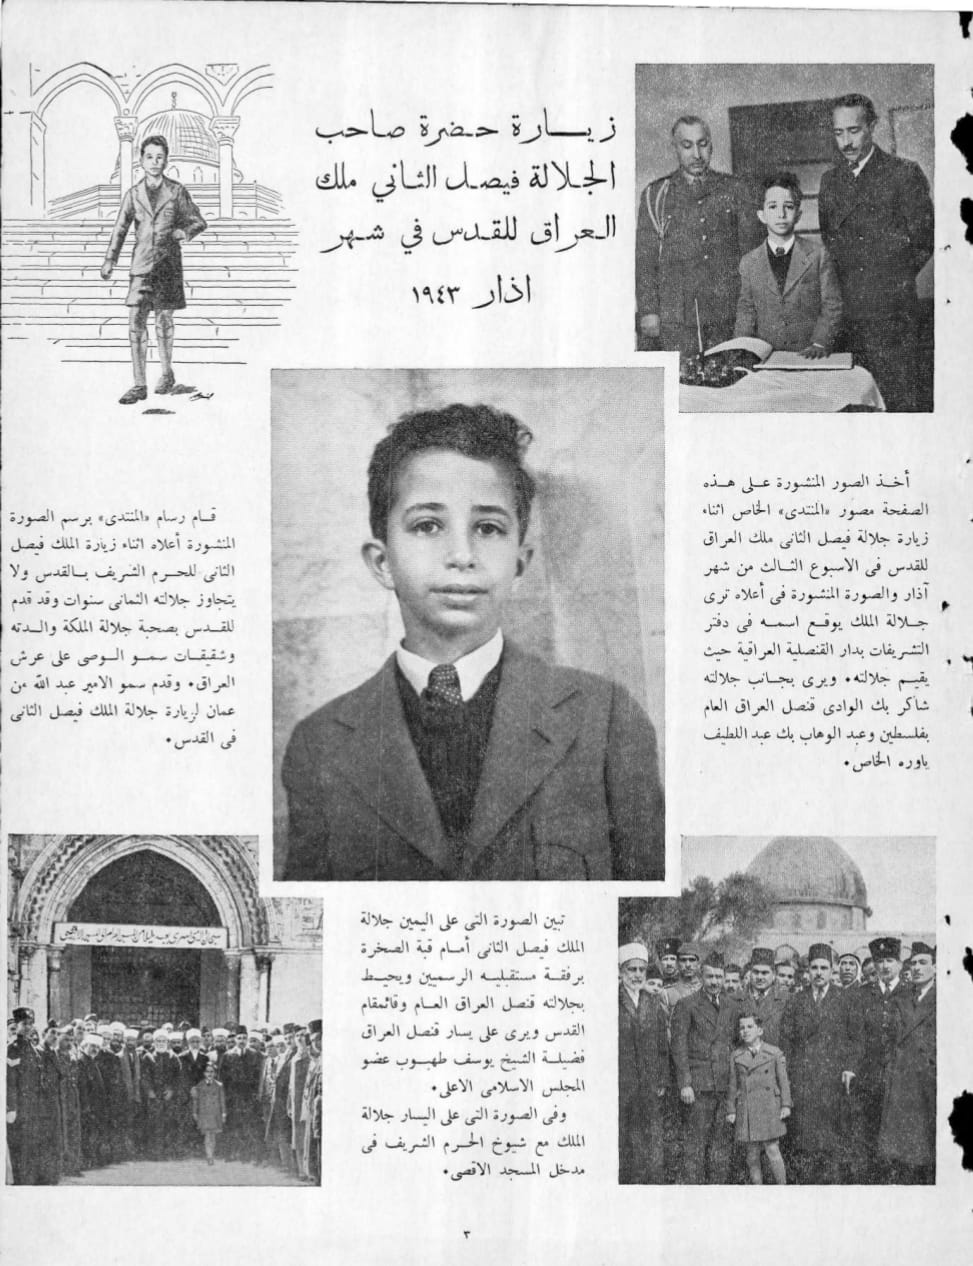 زيارة حضرة صاحب
الجلالة فيصل الثاني ملك
العراق للقدس في شهر
اذار ١٩٤٣
أخذ الصور المنشورة على هذه
الصفحة مصور «المنتدى» الخاص اثناء
زيارة جلالة فيصل الثانى ملك العراق
للقدس فى الاسبوع الثالث من شهر
آذار والصورة المنشورة فى أعلاه ترى
جلالة الملك يوقع اسمه فى دفتر
التشريفات بدار القنصلية العراقية حيث
يقيم جلالته. ويرى بجانب جلالته
شاكر بك الوادى قنصل العراق العام
بفلسطين وعبد الوهاب بك عبد اللطيف
ياوره الخاص.
قام رسام «المنتدى» برسم الصورة
المنشورة أعلاه اثناء زيارة الملك فيصل
الثانى للحرم الشريف بالقدس ولا
يتجاوز جلالته الثمانى سنوات وقد قدم
للقدس بصحبة جلالة الملكة والدته
وشقيقات سمو الوصى على عرش
العراق. وقدم سمو الامير عبد الله من
عمان لزيارة جلالة الملك فيصل الثانى
فى القدس.
تبين الصورة التى على اليمين جلالة
الملك فيصل الثانى أمام قبة الصخرة
برفقة مستقبليه الرسميين ويحيط
بجلالته قنصل العراق العام وقائمقام
القدس ويرى على يسار قنصل العراق
فضيلة الشيخ يوسف طهبوب عضو
المجلس الاسلامى الاعلى.
وفى الصورة التى على اليسار جلالة
الملك مع شيوخ الحرم الشريف فى
مدخل المسجد الاقصى.
٣